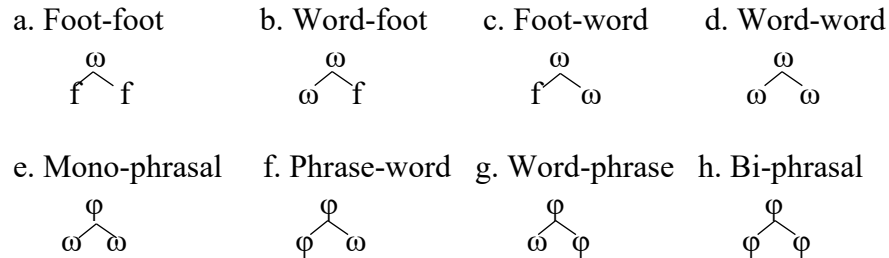 a. Foot-foot b. Word-foot c. Foot-word d. Word-word
ω ω ω ω
f f ω f f ω ω ω
e. Mono-phrasal f. Phrase-word g. Word-phrase h. Bi-phrasal
φ φ φ φ
ω ω φ ω ω φ φ φ